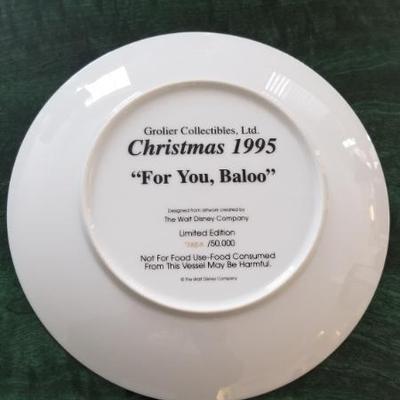 Grolier Collectibles, Ltd.
Christmas 1995
“For You, Baloo”
Designed from artwork created by
The Walt Disney Company
Limited Edition
/50,000
Not For Food Use-Food Consumed
From This Vessel May Be Harmful.
© The Walt Disney Company